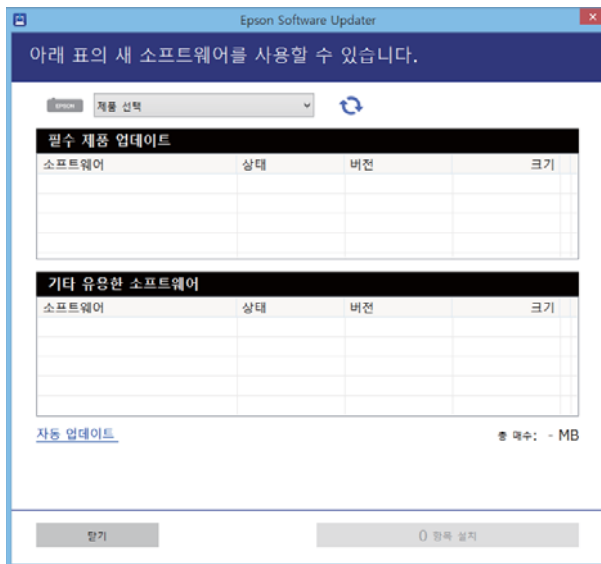 Epson Software Updater
아래 표의 새 소프트웨어를 사용할 수 있습니다.
EPSON 제품 선택
필수 제품 업데이트
소프트웨어 상태 버전 크기
기타 유용한 소프트웨어
소프트웨어 상태 버전 크기
자동 업데이트 총 매수: - MB
닫기 0 항목 설치